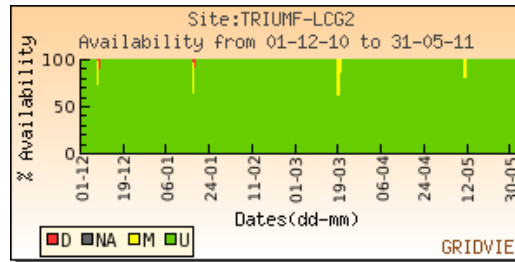 Site:TRIUMF-LCG2
Availability from 01-12-10 to 31-05-11
% Availability
100
50
0
01-12 19-12 06-01 24-01 11-02 01-03 19-03 06-04 24-04 12-05 30-05
Dates(dd-mm)
D NA M U
GRIDVIE